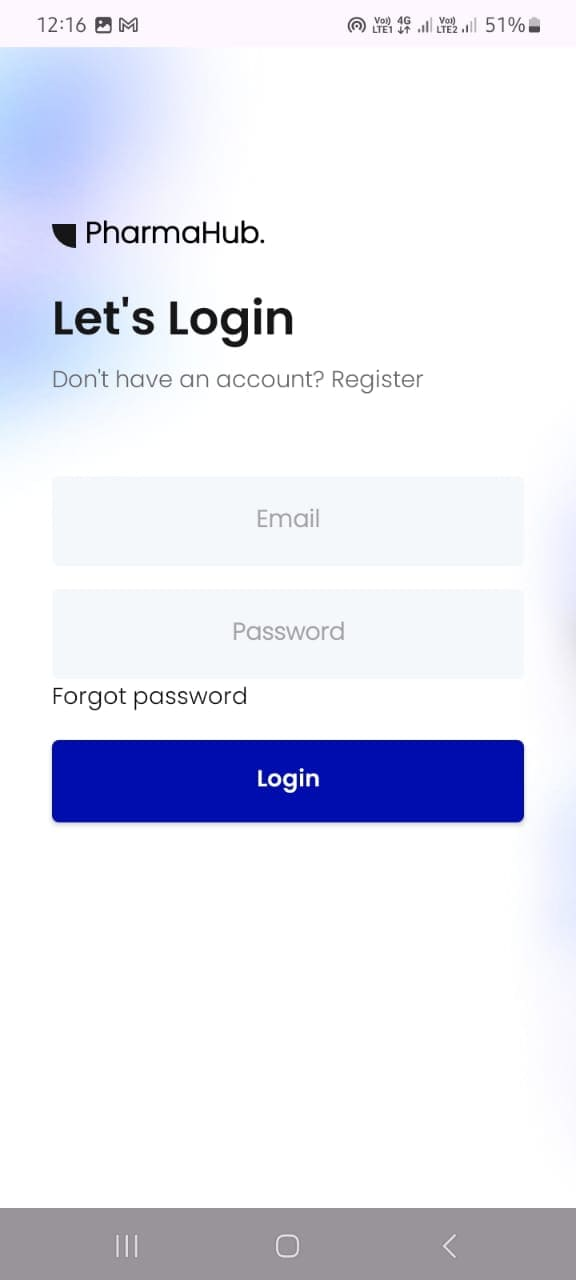 12:16 Vo)) LTE1 4G Vo)) LTE2 51%
PharmaHub.
Let's Login
Don't have an account? Register
Email
Password
Forgot password
Login